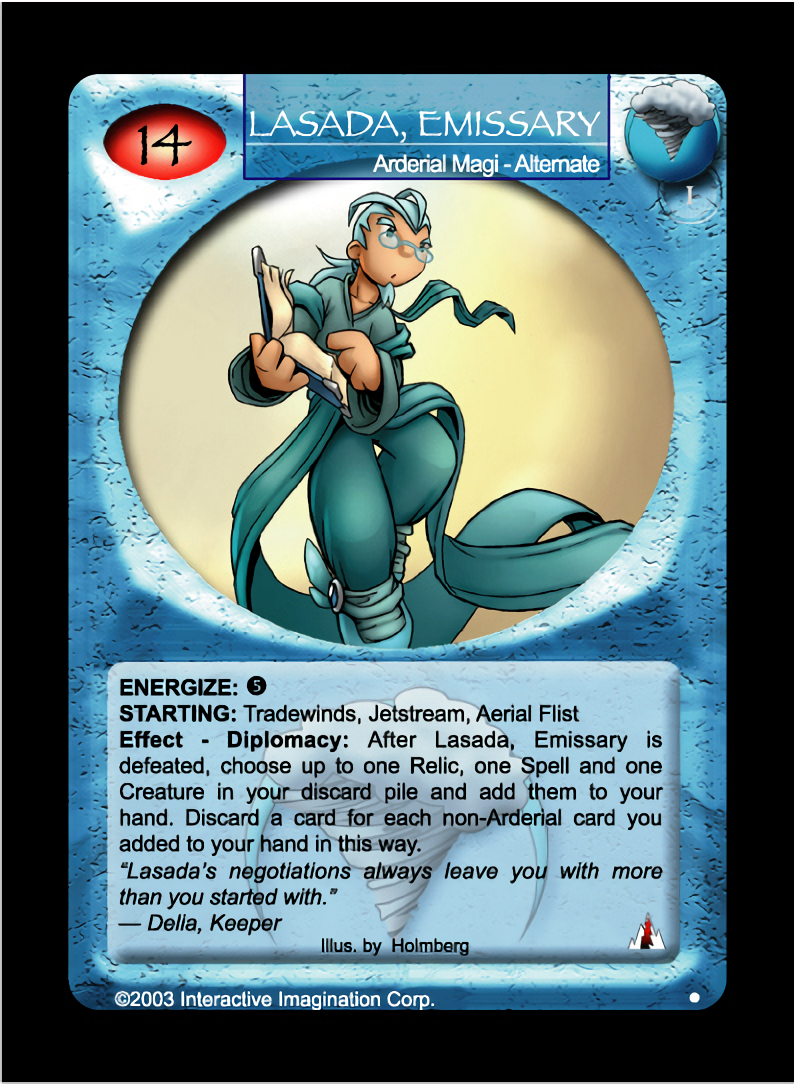 14
LASADA, EMISSARY
Arderial Magi - Alternate
1
ENERGIZE: ❺
STARTING: Tradewinds, Jetstream, Aerial Flist
Effect - Diplomacy: After Lasada, Emissary is
defeated, choose up to one Relic, one Spell and one
Creature in your discard pile and add them to your
hand. Discard a card for each non-Arderial card you
added to your hand in this way.
"Lasada's negotiations always leave you with more
than you started with."
— Delia, Keeper
Illus. by Holmberg
©2003 Interactive Imagination Corp.